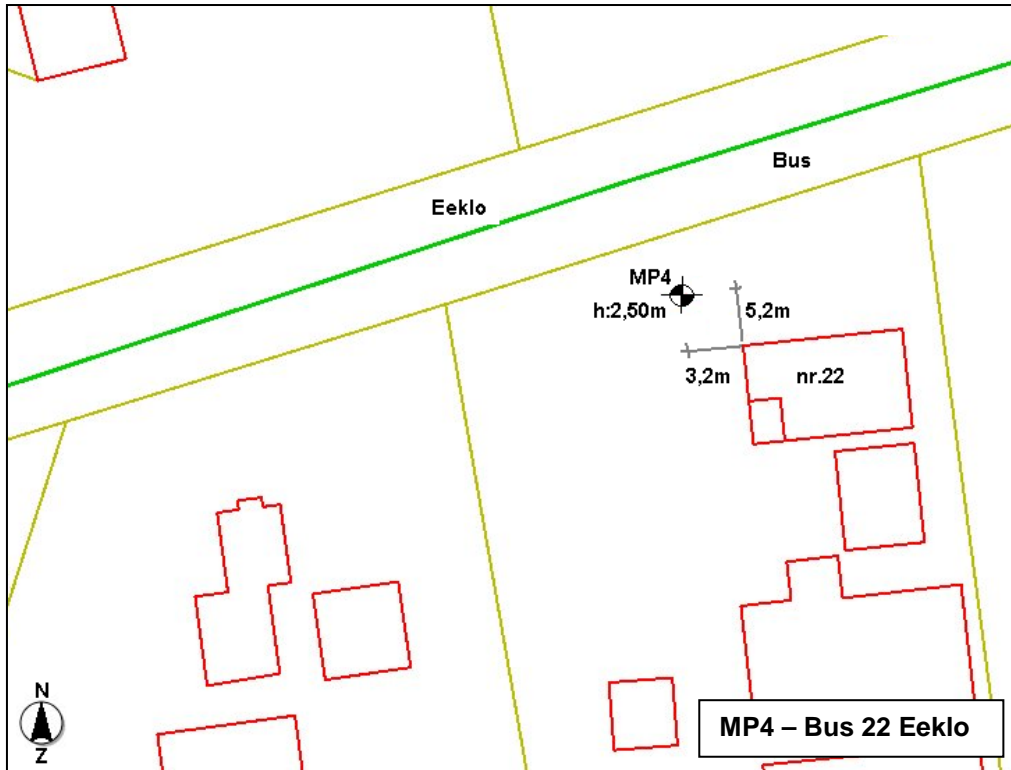 Bus
Eeklo
MP4
h:2,50m
5,2m
3,2m
nr.22
N
Z
MP4 – Bus 22 Eeklo